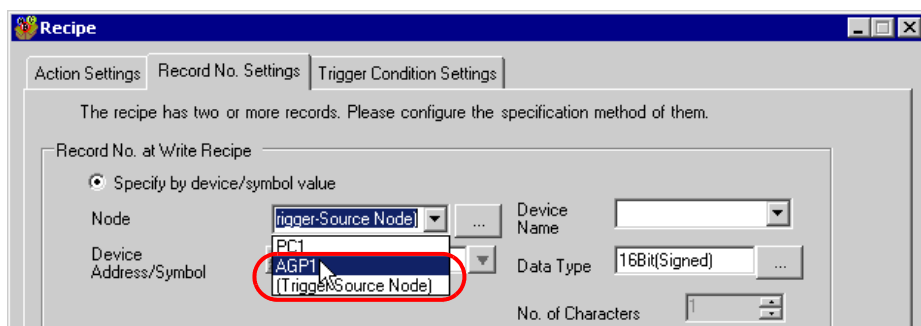 Recipe
Action Settings Record No. Settings Trigger Condition Settings
The recipe has two or more records. Please configure the specification method of them.
Record No. at Write Recipe
Specify by device/symbol value
Node rigger-Source Node) ... Device Name
PC1
AGP1
(Trigger-Source Node)
Device Address/Symbol Data Type 16Bit(Signed) ...
No. of Characters 1